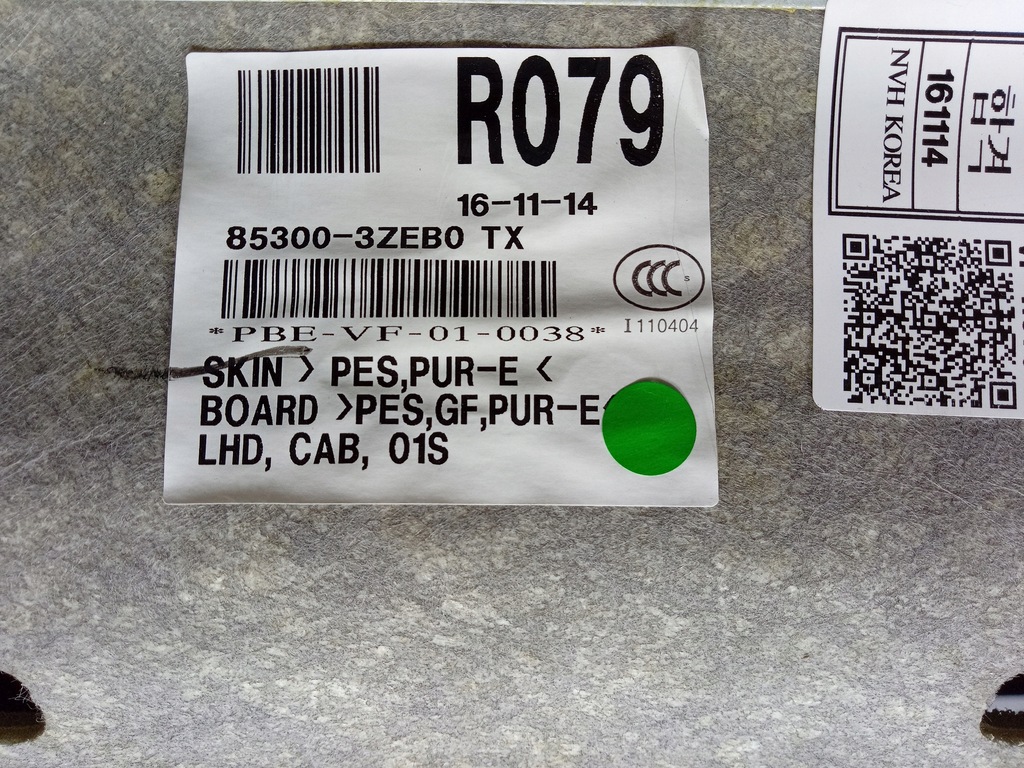 R079
16-11-14
85300-3ZEB0 TX
*PBE-VF-01-0038*
CCC S
I110404
SKIN > PES,PUR-E <
BOARD >PES,GF,PUR-E<
LHD, CAB, 01S
합격
161114
NVH KOREA